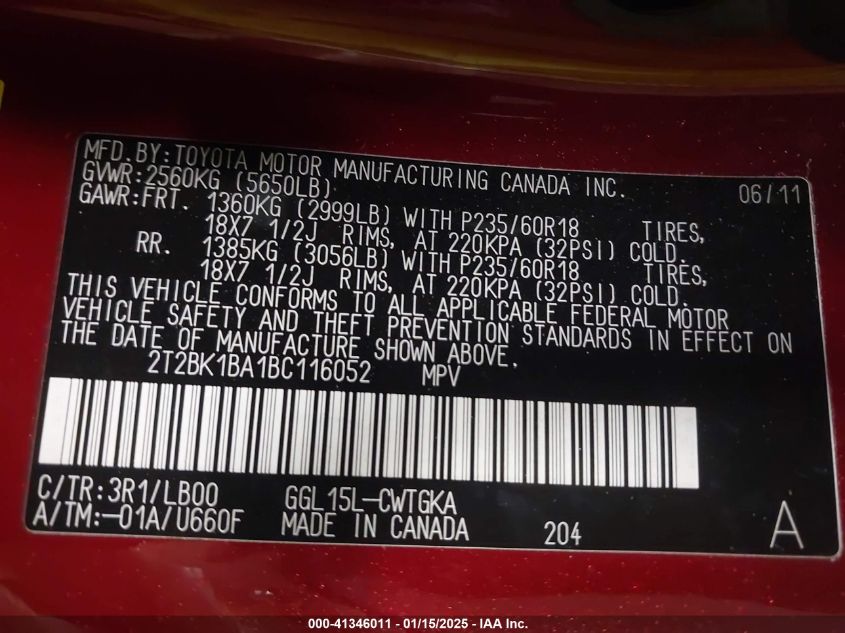 MFD.BY:TOYOTA MOTOR MANUFACTURING CANADA INC. 06/11
GVWR:2560KG (5650LB)
GAWR:FRT. 1360KG (2999LB) WITH P235/60R18 TIRES,
18X7 1/2J RIMS, AT 220KPA (32PSI) COLD.
RR. 1385KG (3056LB) WITH P235/60R18 TIRES,
18X7 1/2J RIMS, AT 220KPA (32PSI) COLD.
THIS VEHICLE CONFORMS TO ALL APPLICABLE FEDERAL MOTOR
VEHICLE SAFETY AND THEFT PREVENTION STANDARDS IN EFFECT ON
THE DATE OF MANUFACTURE SHOWN ABOVE.
2T2BK1BA1BC116052 MPV
C/TR:3R1/LB00 GGL15L-CWTGKA
A/TM:-01A/U660F MADE IN CANADA 204 A
000-41346011 - 01/15/2025 - IAA Inc.